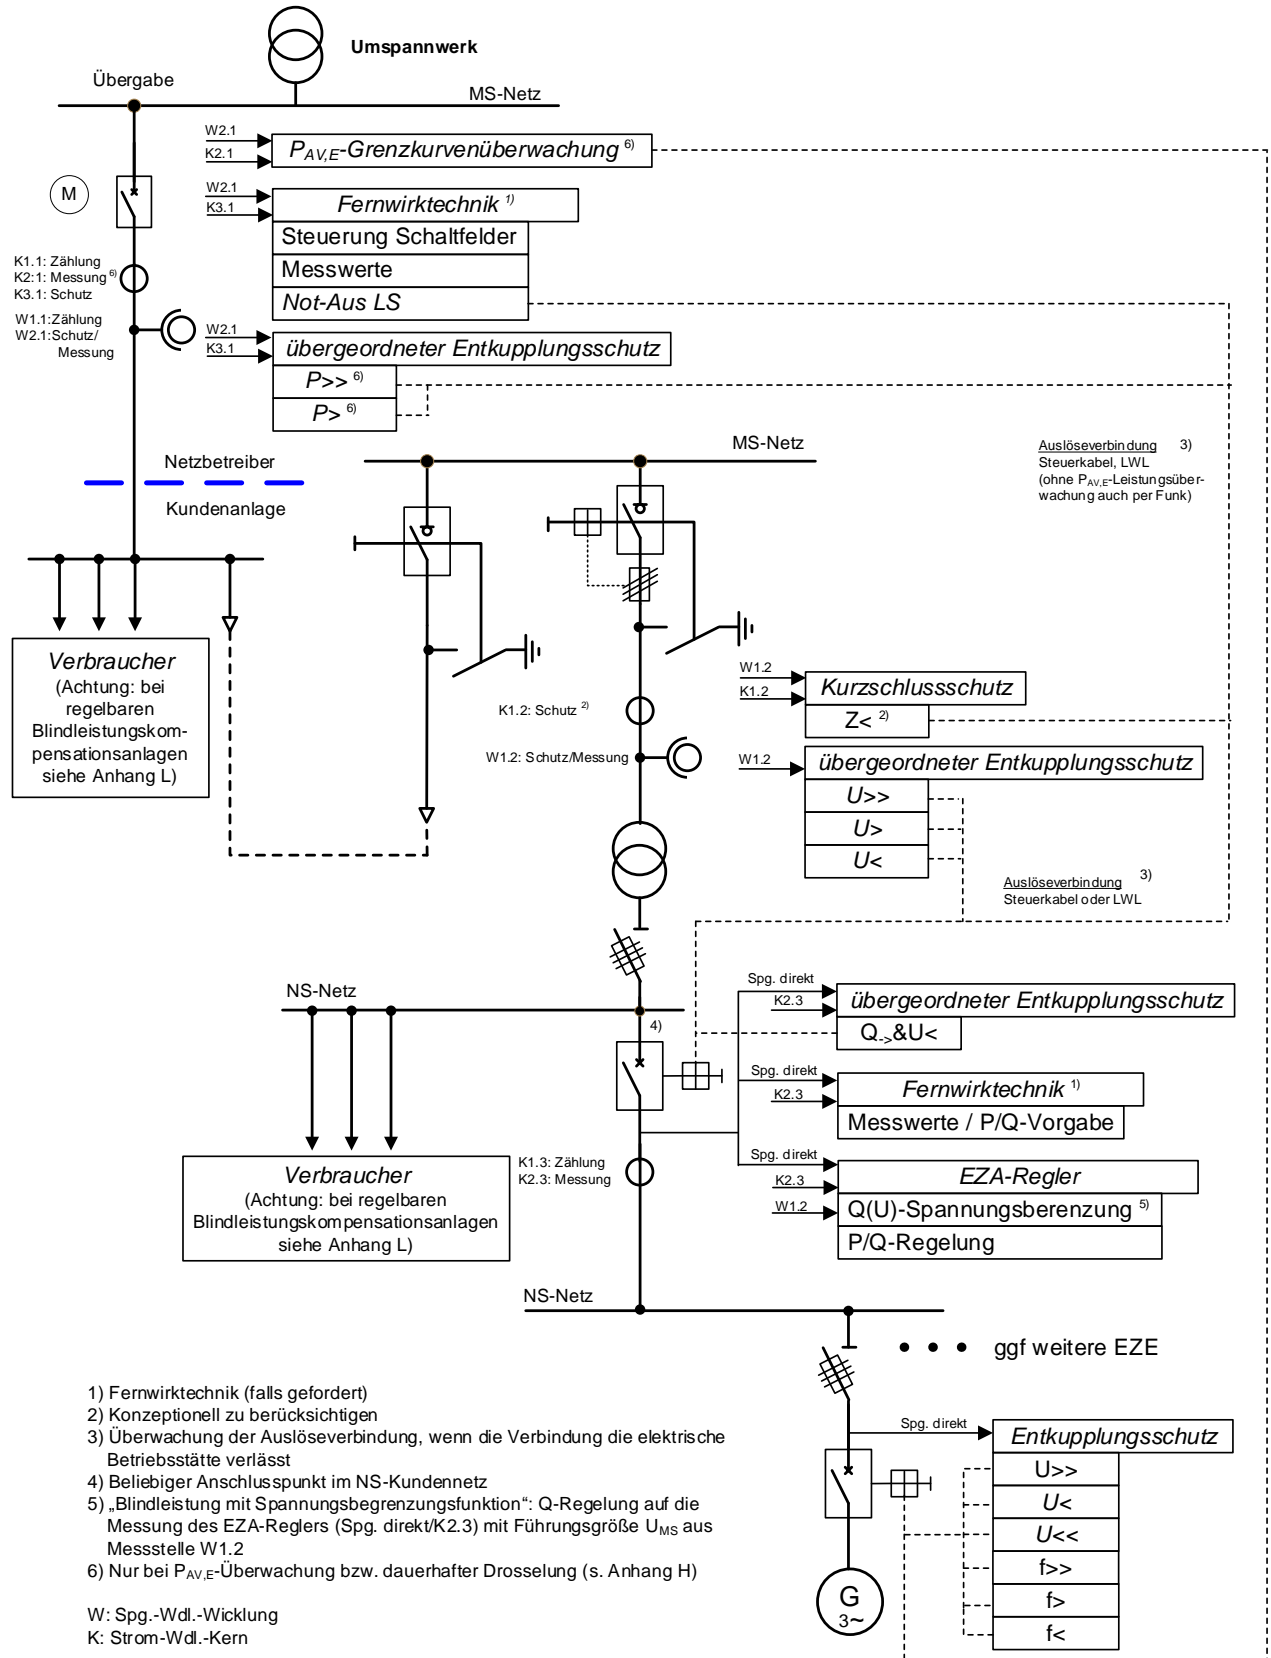 Umspannwerk
Übergabe
MS-Netz
W2.1
K2.1
P_AV,E-Grenzkurvenüberwachung 6)
M
W2.1
K3.1
Fernwirktechnik 1)
Steuerung Schaltfelder
Messwerte
Not-Aus LS
K1.1: Zählung
K2:1: Messung 6)
K3.1: Schutz
W1.1:Zählung
W2.1:Schutz/
Messung
W2.1
K3.1
übergeordneter Entkupplungsschutz
P>> 6)
P> 6)
MS-Netz
Auslöseverbindung 3)
Steuerkabel, LWL
(ohne P_AV,E-Leistungsüber-
wachung auch per Funk)
Netzbetreiber
Kundenanlage
Verbraucher
(Achtung: bei
regelbaren
Blindleistungskom-
pensationsanlagen
siehe Anhang L)
W1.2
K1.2
Kurzschlussschutz
Z< 2)
K1.2: Schutz 2)
W1.2: Schutz/Messung
W1.2
übergeordneter Entkupplungsschutz
U>>
U>
U<
Auslöseverbindung 3)
Steuerkabel oder LWL
NS-Netz
4)
Spg. direkt
K2.3
übergeordneter Entkupplungsschutz
Q->&U<
Spg. direkt
K2.3
Fernwirktechnik 1)
Messwerte / P/Q-Vorgabe
Verbraucher
(Achtung: bei regelbaren
Blindleistungskompensationsanlagen
siehe Anhang L)
K1.3: Zählung
K2.3: Messung
Spg. direkt
K2.3
W1.2
EZA-Regler
Q(U)-Spannungsberenzung 5)
P/Q-Regelung
NS-Netz
ggf weitere EZE
Spg. direkt
Entkupplungsschutz
U>>
U<
U<<
f>>
f>
f<
G
3~
1) Fernwirktechnik (falls gefordert)
2) Konzeptionell zu berücksichtigen
3) Überwachung der Auslöseverbindung, wenn die Verbindung die elektrische
Betriebsstätte verlässt
4) Beliebiger Anschlusspunkt im NS-Kundennetz
5) „Blindleistung mit Spannungsbegrenzungsfunktion“: Q-Regelung auf die
Messung des EZA-Reglers (Spg. direkt/K2.3) mit Führungsgröße U_MS aus
Messstelle W1.2
6) Nur bei P_AV,E-Überwachung bzw. dauerhafter Drosselung (s. Anhang H)
W: Spg.-Wdl.-Wicklung
K: Strom-Wdl.-Kern